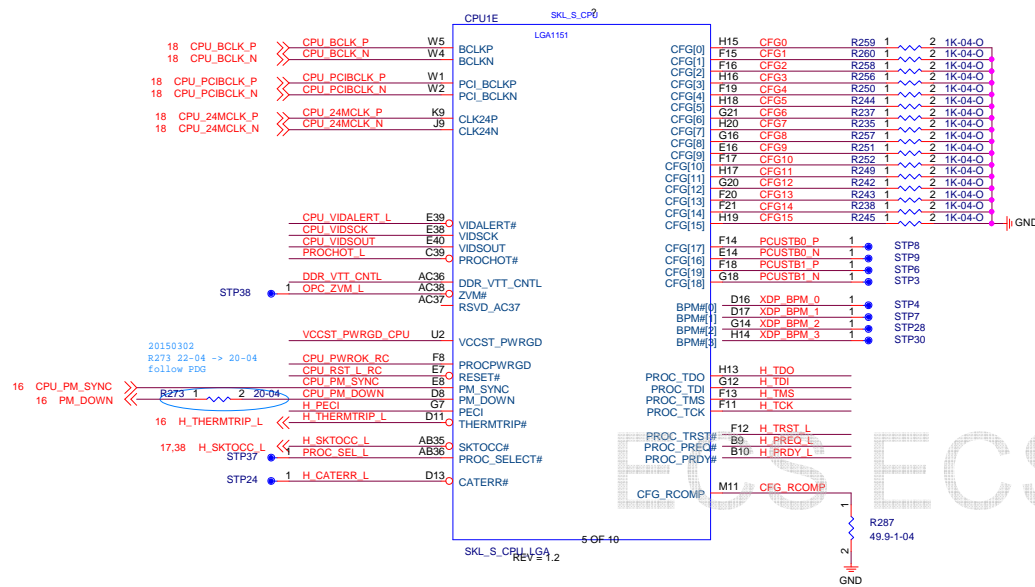 CPU1E
SKL_S_CPU
2
LGA1151
18 CPU_BCLK_P CPU_BCLK_P W5 BCLKP
18 CPU_BCLK_N CPU_BCLK_N W4 BCLKN
18 CPU_PCIBCLK_P CPU_PCIBCLK_P W1 PCI_BCLKP
18 CPU_PCIBCLK_N CPU_PCIBCLK_N W2 PCI_BCLKN
18 CPU_24MCLK_P CPU_24MCLK_P K9 CLK24P
18 CPU_24MCLK_N CPU_24MCLK_N J9 CLK24N
CPU_VIDALERT_L E39 VIDALERT#
CPU_VIDSCK E38 VIDSCK
CPU_VIDSOUT E40 VIDSOUT
PROCHOT_L C39 PROCHOT#
DDR_VTT_CNTL AC36 DDR_VTT_CNTL
STP38 1 OPC_ZVM_L AC38 ZVM#
AC37 RSVD_AC37
VCCST_PWRGD_CPU U2 VCCST_PWRGD
20150302
R273 22-04 -> 20-04
follow PDG
CPU_PWROK_RC F8 PROCPWRGD
CPU_RST_L_RC E7 RESET#
16 CPU_PM_SYNC CPU_PM_SYNC E8 PM_SYNC
16 PM_DOWN R273 1 2 20-04 CPU_PM_DOWN D8 PM_DOWN
H_PECI G7 PECI
16 H_THERMTRIP_L H_THERMTRIP_L D11 THERMTRIP#
17,38 H_SKTOCC_L H_SKTOCC_L AB35 SKTOCC#
STP37 1 PROC_SEL_L AB36 PROC_SELECT#
STP24 1 H_CATERR_L D13 CATERR#
CFG[0] H15 CFG0 R259 1 2 1K-04-O
CFG[1] F15 CFG1 R260 1 2 1K-04-O
CFG[2] F16 CFG2 R258 1 2 1K-04-O
CFG[3] H16 CFG3 R256 1 2 1K-04-O
CFG[4] F19 CFG4 R250 1 2 1K-04-O
CFG[5] H18 CFG5 R244 1 2 1K-04-O
CFG[6] G21 CFG6 R237 1 2 1K-04-O
CFG[7] H20 CFG7 R235 1 2 1K-04-O
CFG[8] G16 CFG8 R257 1 2 1K-04-O
CFG[9] E16 CFG9 R251 1 2 1K-04-O
CFG[10] F17 CFG10 R252 1 2 1K-04-O
CFG[11] H17 CFG11 R249 1 2 1K-04-O
CFG[12] G20 CFG12 R242 1 2 1K-04-O
CFG[13] F20 CFG13 R243 1 2 1K-04-O
CFG[14] F21 CFG14 R238 1 2 1K-04-O
CFG[15] H19 CFG15 R245 1 2 1K-04-O
GND
CFG[17] F14 PCUSTB0_P 1 STP8
CFG[16] E14 PCUSTB0_N 1 STP9
CFG[19] F18 PCUSTB1_P 1 STP6
CFG[18] G18 PCUSTB1_N 1 STP3
BPM#[0] D16 XDP_BPM_0 1 STP4
BPM#[1] D17 XDP_BPM_1 1 STP7
BPM#[2] G14 XDP_BPM_2 1 STP28
BPM#[3] H14 XDP_BPM_3 1 STP30
PROC_TDO H13 H_TDO
PROC_TDI G12 H_TDI
PROC_TMS F13 H_TMS
PROC_TCK F11 H_TCK
PROC_TRST# F12 H_TRST_L
PROC_PREQ# B9 H_PREQ_L
PROC_PRDY# B10 H_PRDY_L
ECS ECS
CFG_RCOMP M11 CFG_RCOMP
1
R287
49.9-1-04
2
GND
5 OF 10
SKL_S_CPU_LGA
REV = 1.2